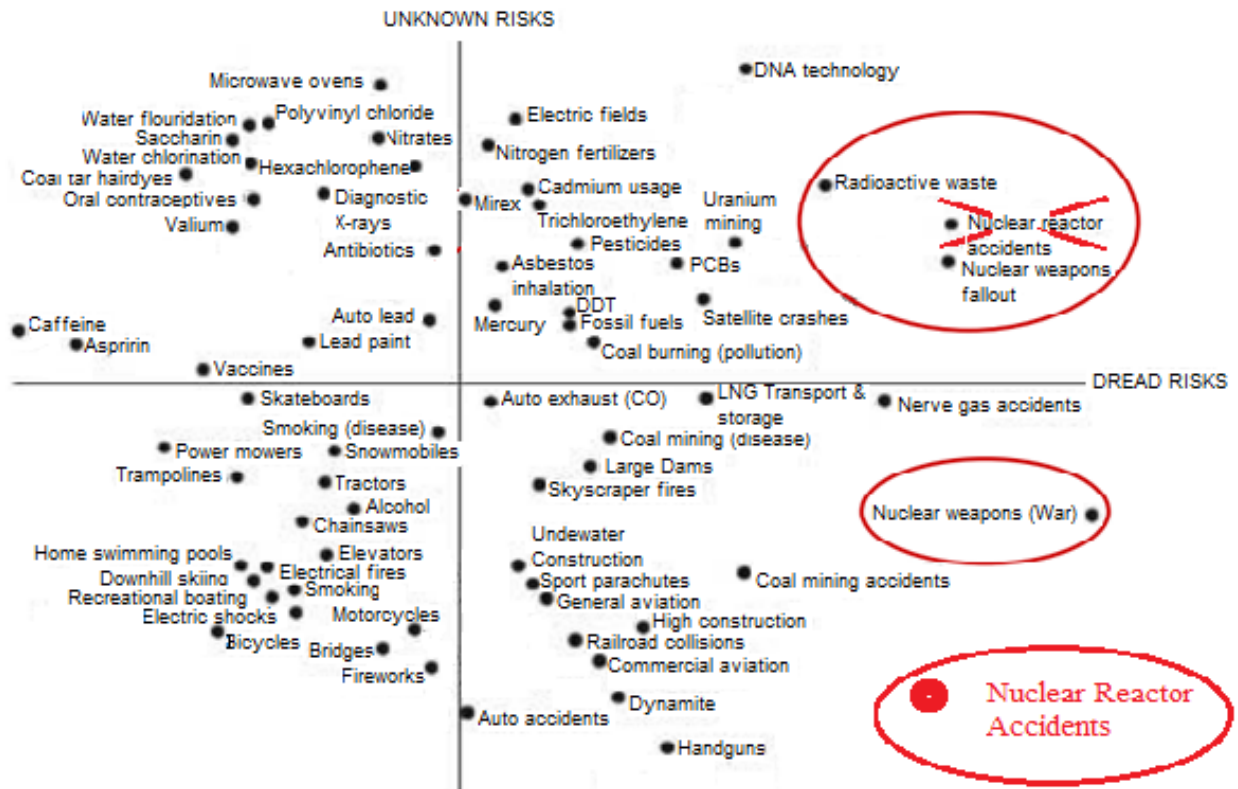 UNKNOWN RISKS
DNA technology
Microwave ovens
Polyvinyl chloride
Water flouridation
Electric fields
Saccharin
Nitrates
Nitrogen fertilizers
Water chlorination
Hexachlorophene
Coal tar hairdyes
Cadmium usage
Radioactive waste
Oral contraceptives
Diagnostic
X-rays
Mirex
Trichloroethylene
Uranium
mining
Valium
Nuclear reactor
accidents
Antibiotics
Pesticides
Asbestos
inhalation
PCBs
Nuclear weapons
fallout
Auto lead
Mercury
DDT
Fossil fuels
Satellite crashes
Caffeine
Aspririn
Lead paint
Coal burning (pollution)
Vaccines
DREAD RISKS
Skateboards
Auto exhaust (CO)
LNG Transport &
storage
Nerve gas accidents
Smoking (disease)
Coal mining (disease)
Power mowers
Snowmobiles
Large Dams
Trampolines
Tractors
Skyscraper fires
Alcohol
Nuclear weapons (War)
Chainsaws
Undewater
Construction
Home swimming pools
Elevators
Electrical fires
Downhill skiing
Sport parachutes
Coal mining accidents
Smoking
Recreational boating
General aviation
Electric shocks
Motorcycles
High construction
Bicycles
Bridges
Railroad collisions
Commercial aviation
Fireworks
Dynamite
Auto accidents
Handguns
Nuclear Reactor
Accidents